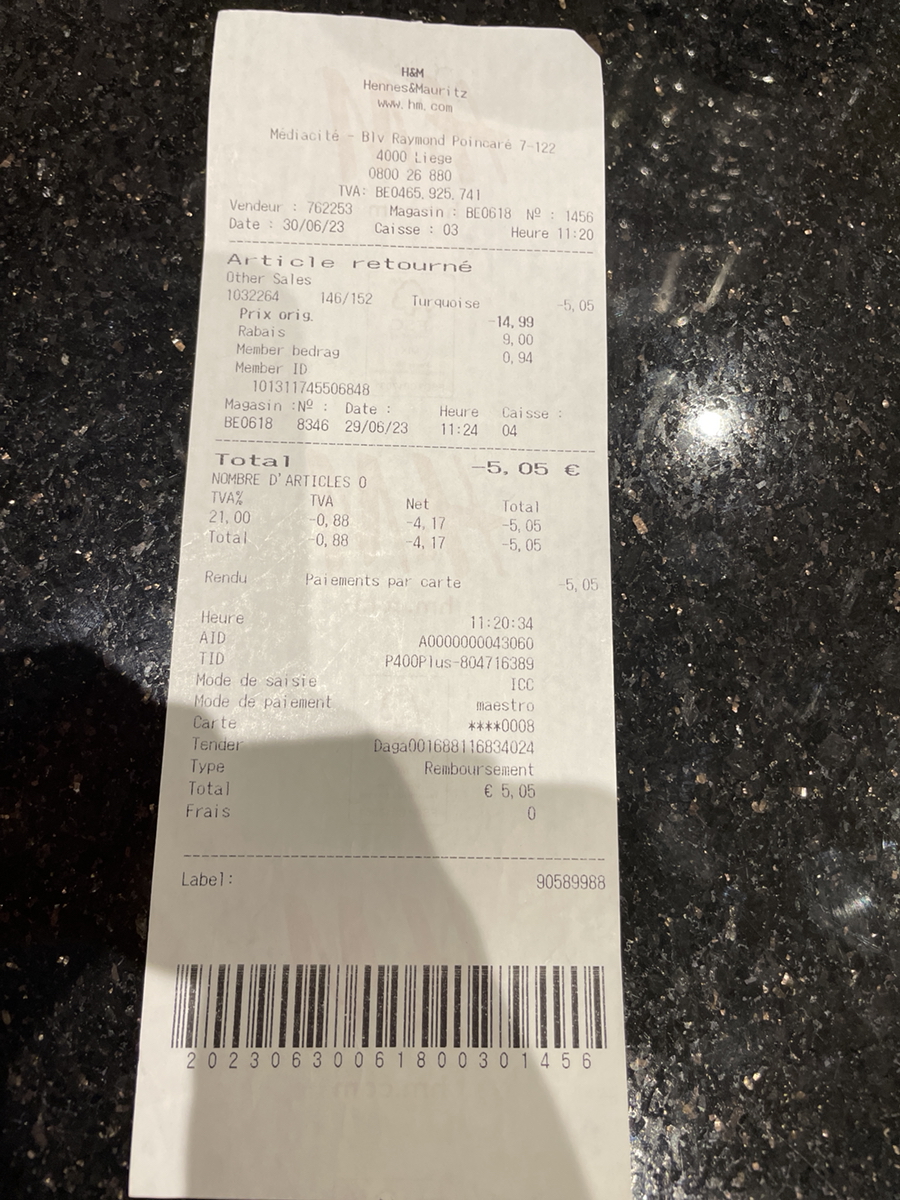 H&M
Hennes&Mauritz
www.hm.com
Médiacité - Blv Raymond Poincaré 7-122
4000 Liege
0800 26 880
TVA: BE0465.925.741
Vendeur : 762253 Magasin : BE0618 Nº : 1456
Date : 30/06/23 Caisse : 03 Heure 11:20
Article retourné
Other Sales
1032264 146/152 Turquoise -5,05
Prix orig. -14,99
Rabais 9,00
Member bedrag 0,94
Member ID
101311745506848
Magasin :Nº : Date : Heure Caisse :
BE0618 8346 29/06/23 11:24 04
Total -5,05 €
NOMBRE D'ARTICLES 0
TVA% TVA Net Total
21,00 -0,88 -4,17 -5,05
Total -0,88 -4,17 -5,05
Rendu Paiements par carte -5,05
Heure 11:20:34
AID A0000000043060
TID P400Plus-804716389
Mode de saisie ICC
Mode de paiement maestro
Carte ****0008
Tender Daga001688116834024
Type Remboursement
Total € 5,05
Frais 0
Label: 90589988
20230630061800301456